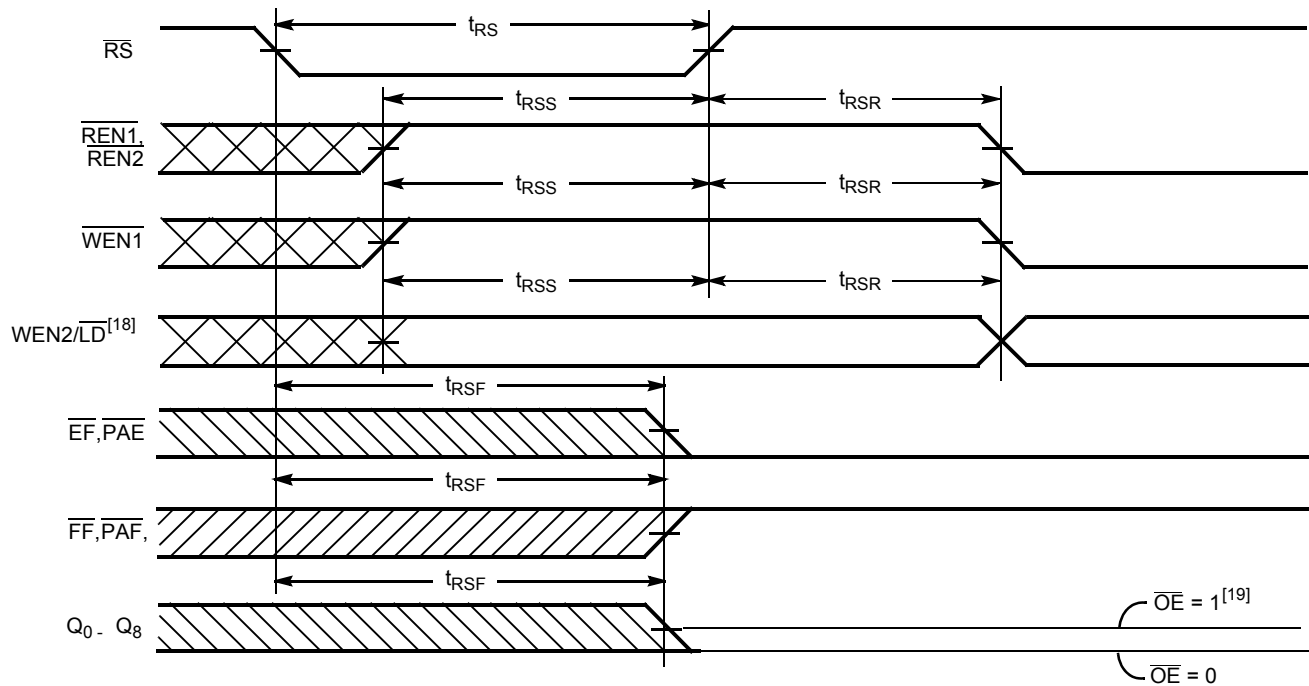 tRS
RS
tRSS tRSR
REN1,
REN2
tRSS tRSR
WEN1
tRSS tRSR
WEN2/LD[18]
tRSF
EF,PAE
tRSF
FF,PAF,
tRSF
OE = 1[19]
Q0 - Q8
OE = 0